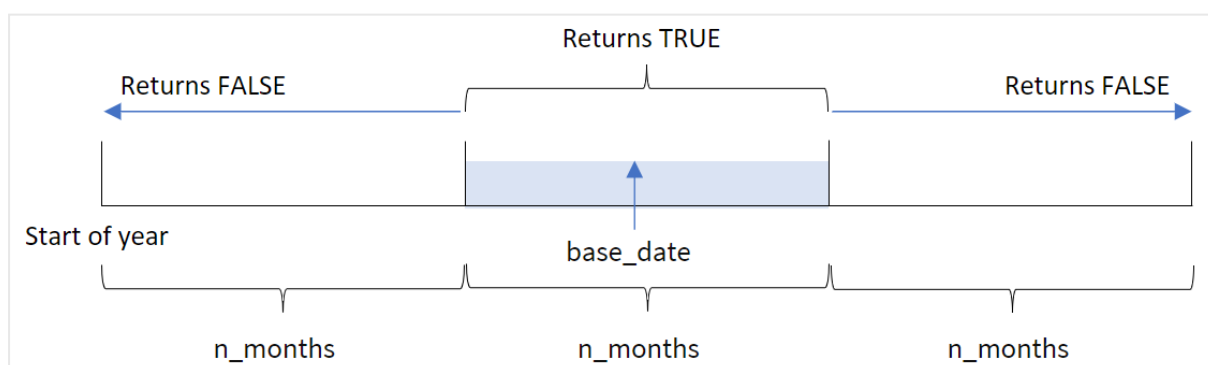 Returns TRUE
Returns FALSE
Returns FALSE
Start of year
base_date
n_months
n_months
n_months